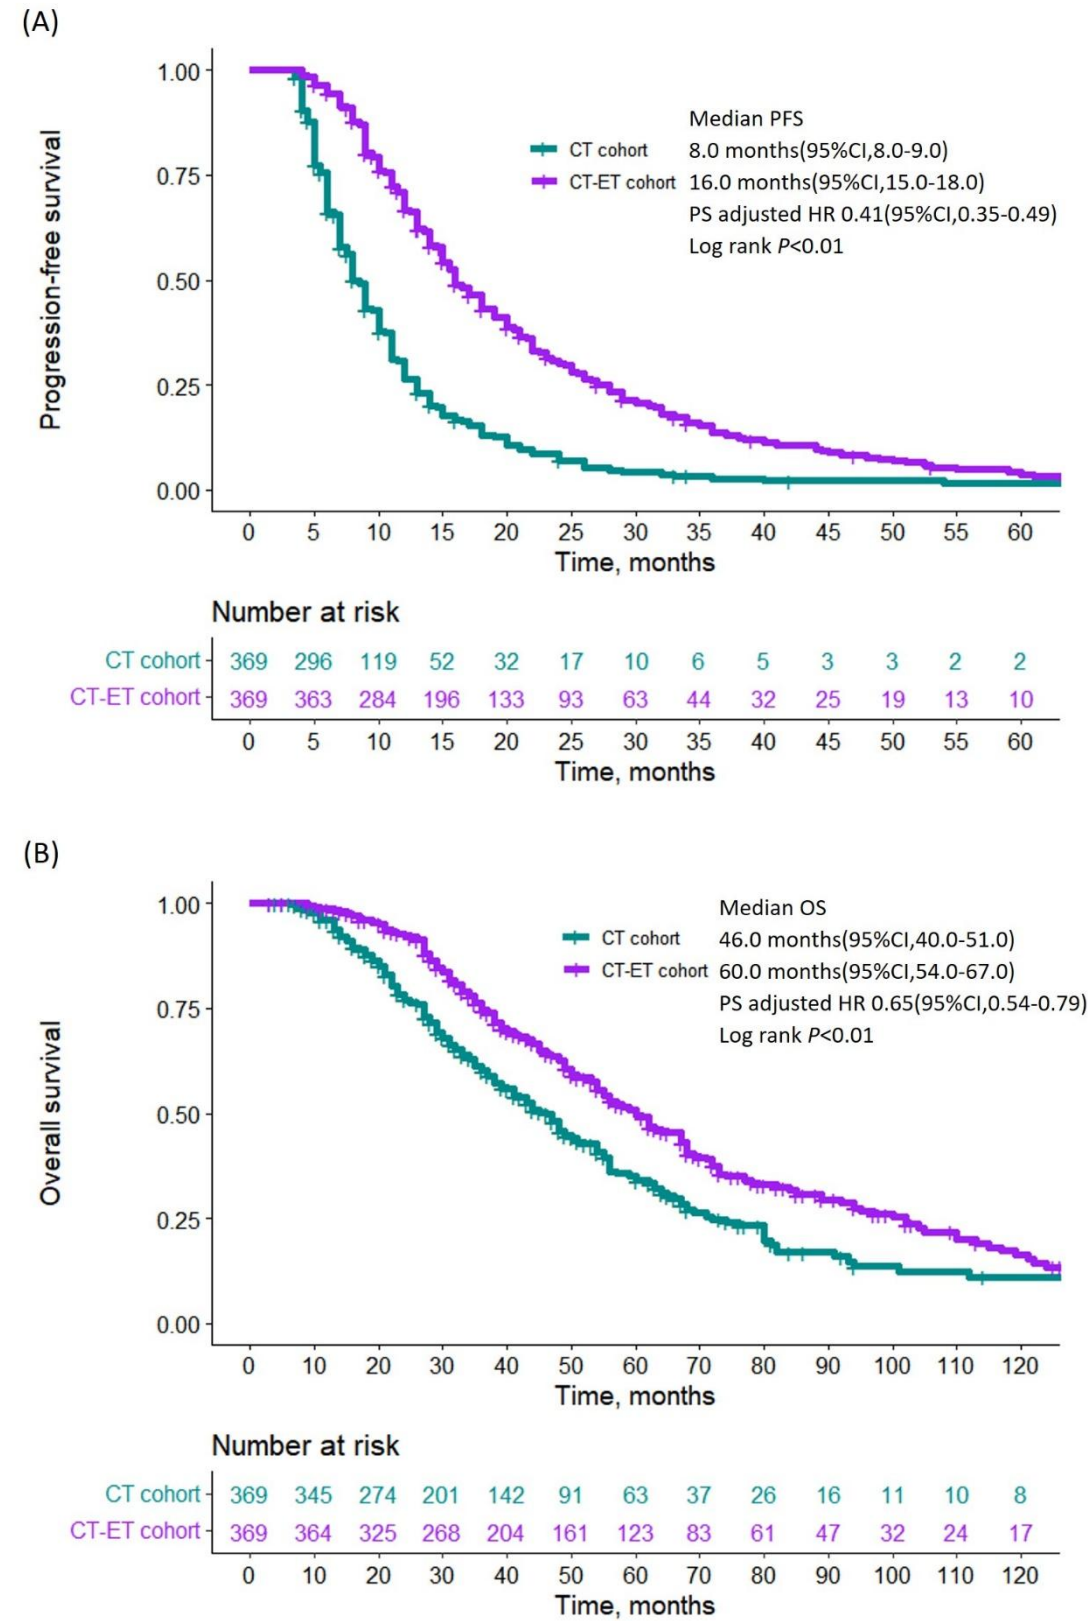 (A)
Progression-free survival
1.00
0.75
0.50
0.25
0.00
Median PFS
CT cohort 8.0 months(95%CI,8.0-9.0)
CT-ET cohort 16.0 months(95%CI,15.0-18.0)
PS adjusted HR 0.41(95%CI,0.35-0.49)
Log rank P<0.01
0 5 10 15 20 25 30 35 40 45 50 55 60
Time, months
Number at risk
CT cohort 369 296 119 52 32 17 10 6 5 3 3 2 2
CT-ET cohort 369 363 284 196 133 93 63 44 32 25 19 13 10
0 5 10 15 20 25 30 35 40 45 50 55 60
Time, months
(B)
Overall survival
1.00
0.75
0.50
0.25
0.00
Median OS
CT cohort 46.0 months(95%CI,40.0-51.0)
CT-ET cohort 60.0 months(95%CI,54.0-67.0)
PS adjusted HR 0.65(95%CI,0.54-0.79)
Log rank P<0.01
0 10 20 30 40 50 60 70 80 90 100 110 120
Time, months
Number at risk
CT cohort 369 345 274 201 142 91 63 37 26 16 11 10 8
CT-ET cohort 369 364 325 268 204 161 123 83 61 47 32 24 17
0 10 20 30 40 50 60 70 80 90 100 110 120
Time, months